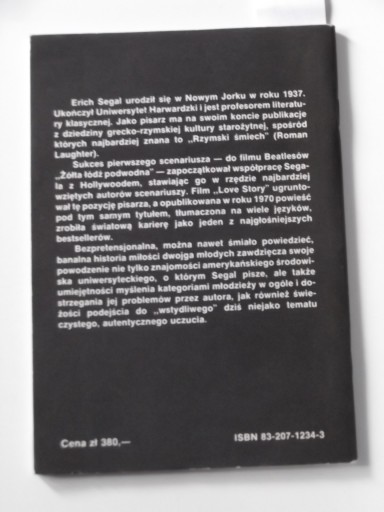 Erich Segal urodził się w Nowym Jorku w roku 1937.
Ukończył Uniwersytet Harwardzki i jest profesorem literatu-
ry klasycznej. Jako pisarz ma na swoim koncie publikacje
z dziedziny grecko-rzymskiej kultury starożytnej, spośród
których najbardziej znana to ,,Rzymski śmiech" (Roman
Laughter).
Sukces pierwszego scenariusza — do filmu Beatlesów
,,Żółta łódź podwodna" — zapoczątkował współpracę Sega-
la z Hollywoodem, stawiając go w rzędzie najbardziej
wziętych autorów scenariuszy. Film ,,Love Story" ugrunto-
wał tę pozycję pisarza, a opublikowana w roku 1970 powieść
pod tym samym tytułem, tłumaczona na wiele języków,
zrobiła światową karierę jako jeden z najgłośniejszych
bestsellerów.
Bezpretensjonalna, można nawet śmiało powiedzieć,
banalna historia miłości dwojga młodych zawdzięcza swoje
powodzenie nie tylko znajomości amerykańskiego środowi-
ska uniwersyteckiego, o którym Segal pisze, ale także
umiejętności myślenia kategoriami młodzieży w ogóle i do-
strzegania jej problemów przez autora, jak również świe-
żości podejścia do ,,wstydliwego" dziś niejako tematu
czystego, autentycznego uczucia.
Cena zł 380,—
ISBN 83-207-1234-3